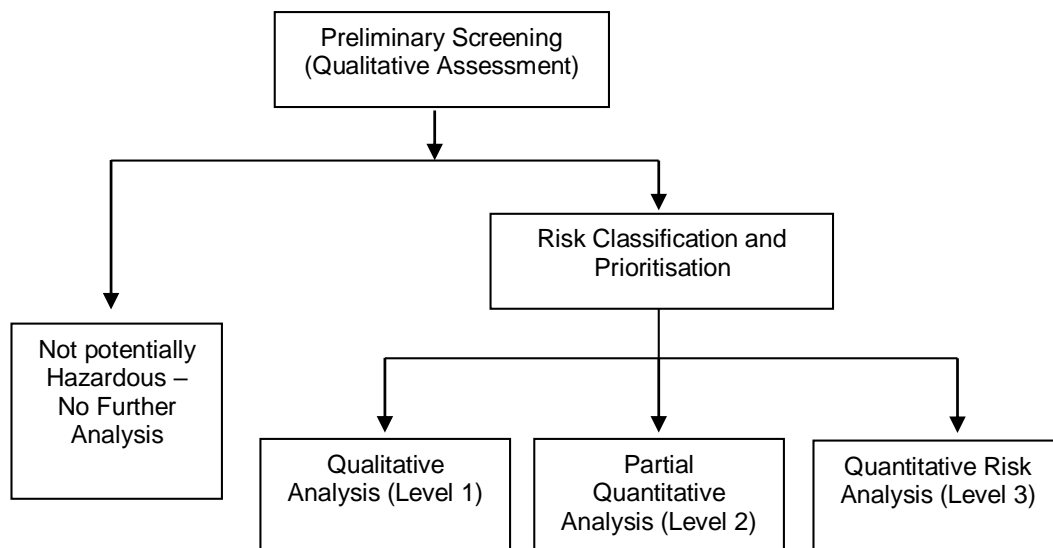 Preliminary Screening
(Qualitative Assessment)
Risk Classification and
Prioritisation
Not potentially
Hazardous –
No Further
Analysis
Qualitative
Analysis (Level 1)
Partial
Quantitative
Analysis (Level 2)
Quantitative Risk
Analysis (Level 3)